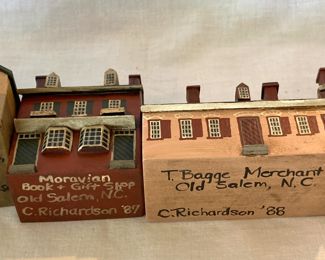 Moravian
Book + Gift Shop
Old Salem, N.C.
C. Richardson '87
T. Bagge Merchant
Old Salem, N.C.
C. Richardson '88